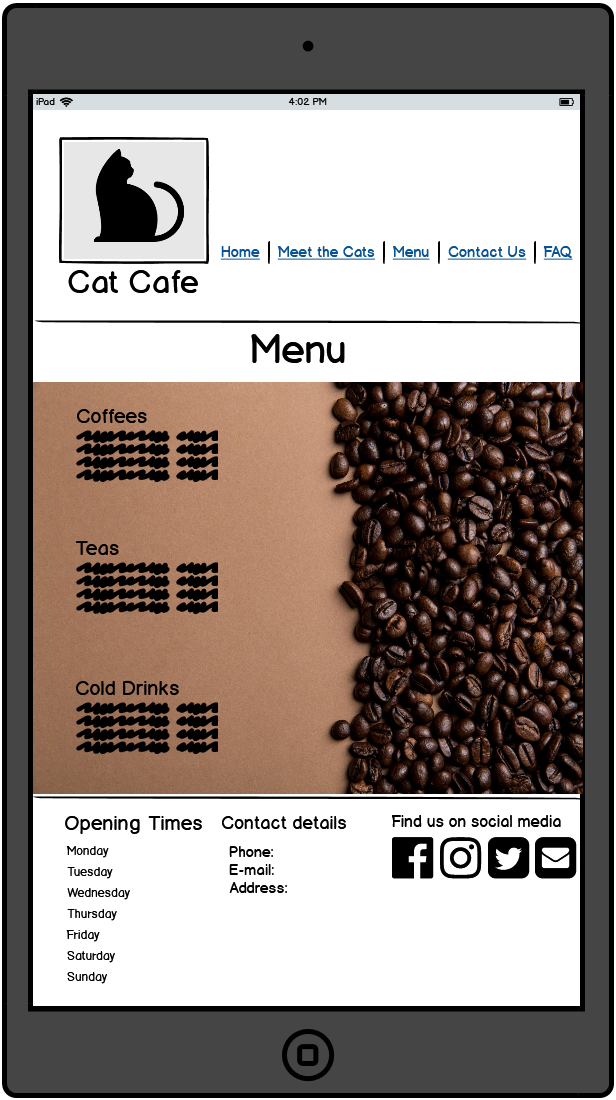 iPad
4:02 PM
Home | Meet the Cats | Menu | Contact Us | FAQ
Cat Cafe
Menu
Coffees
Teas
Cold Drinks
Opening Times
Monday
Tuesday
Wednesday
Thursday
Friday
Saturday
Sunday
Contact details
Phone:
E-mail:
Address:
Find us on social media